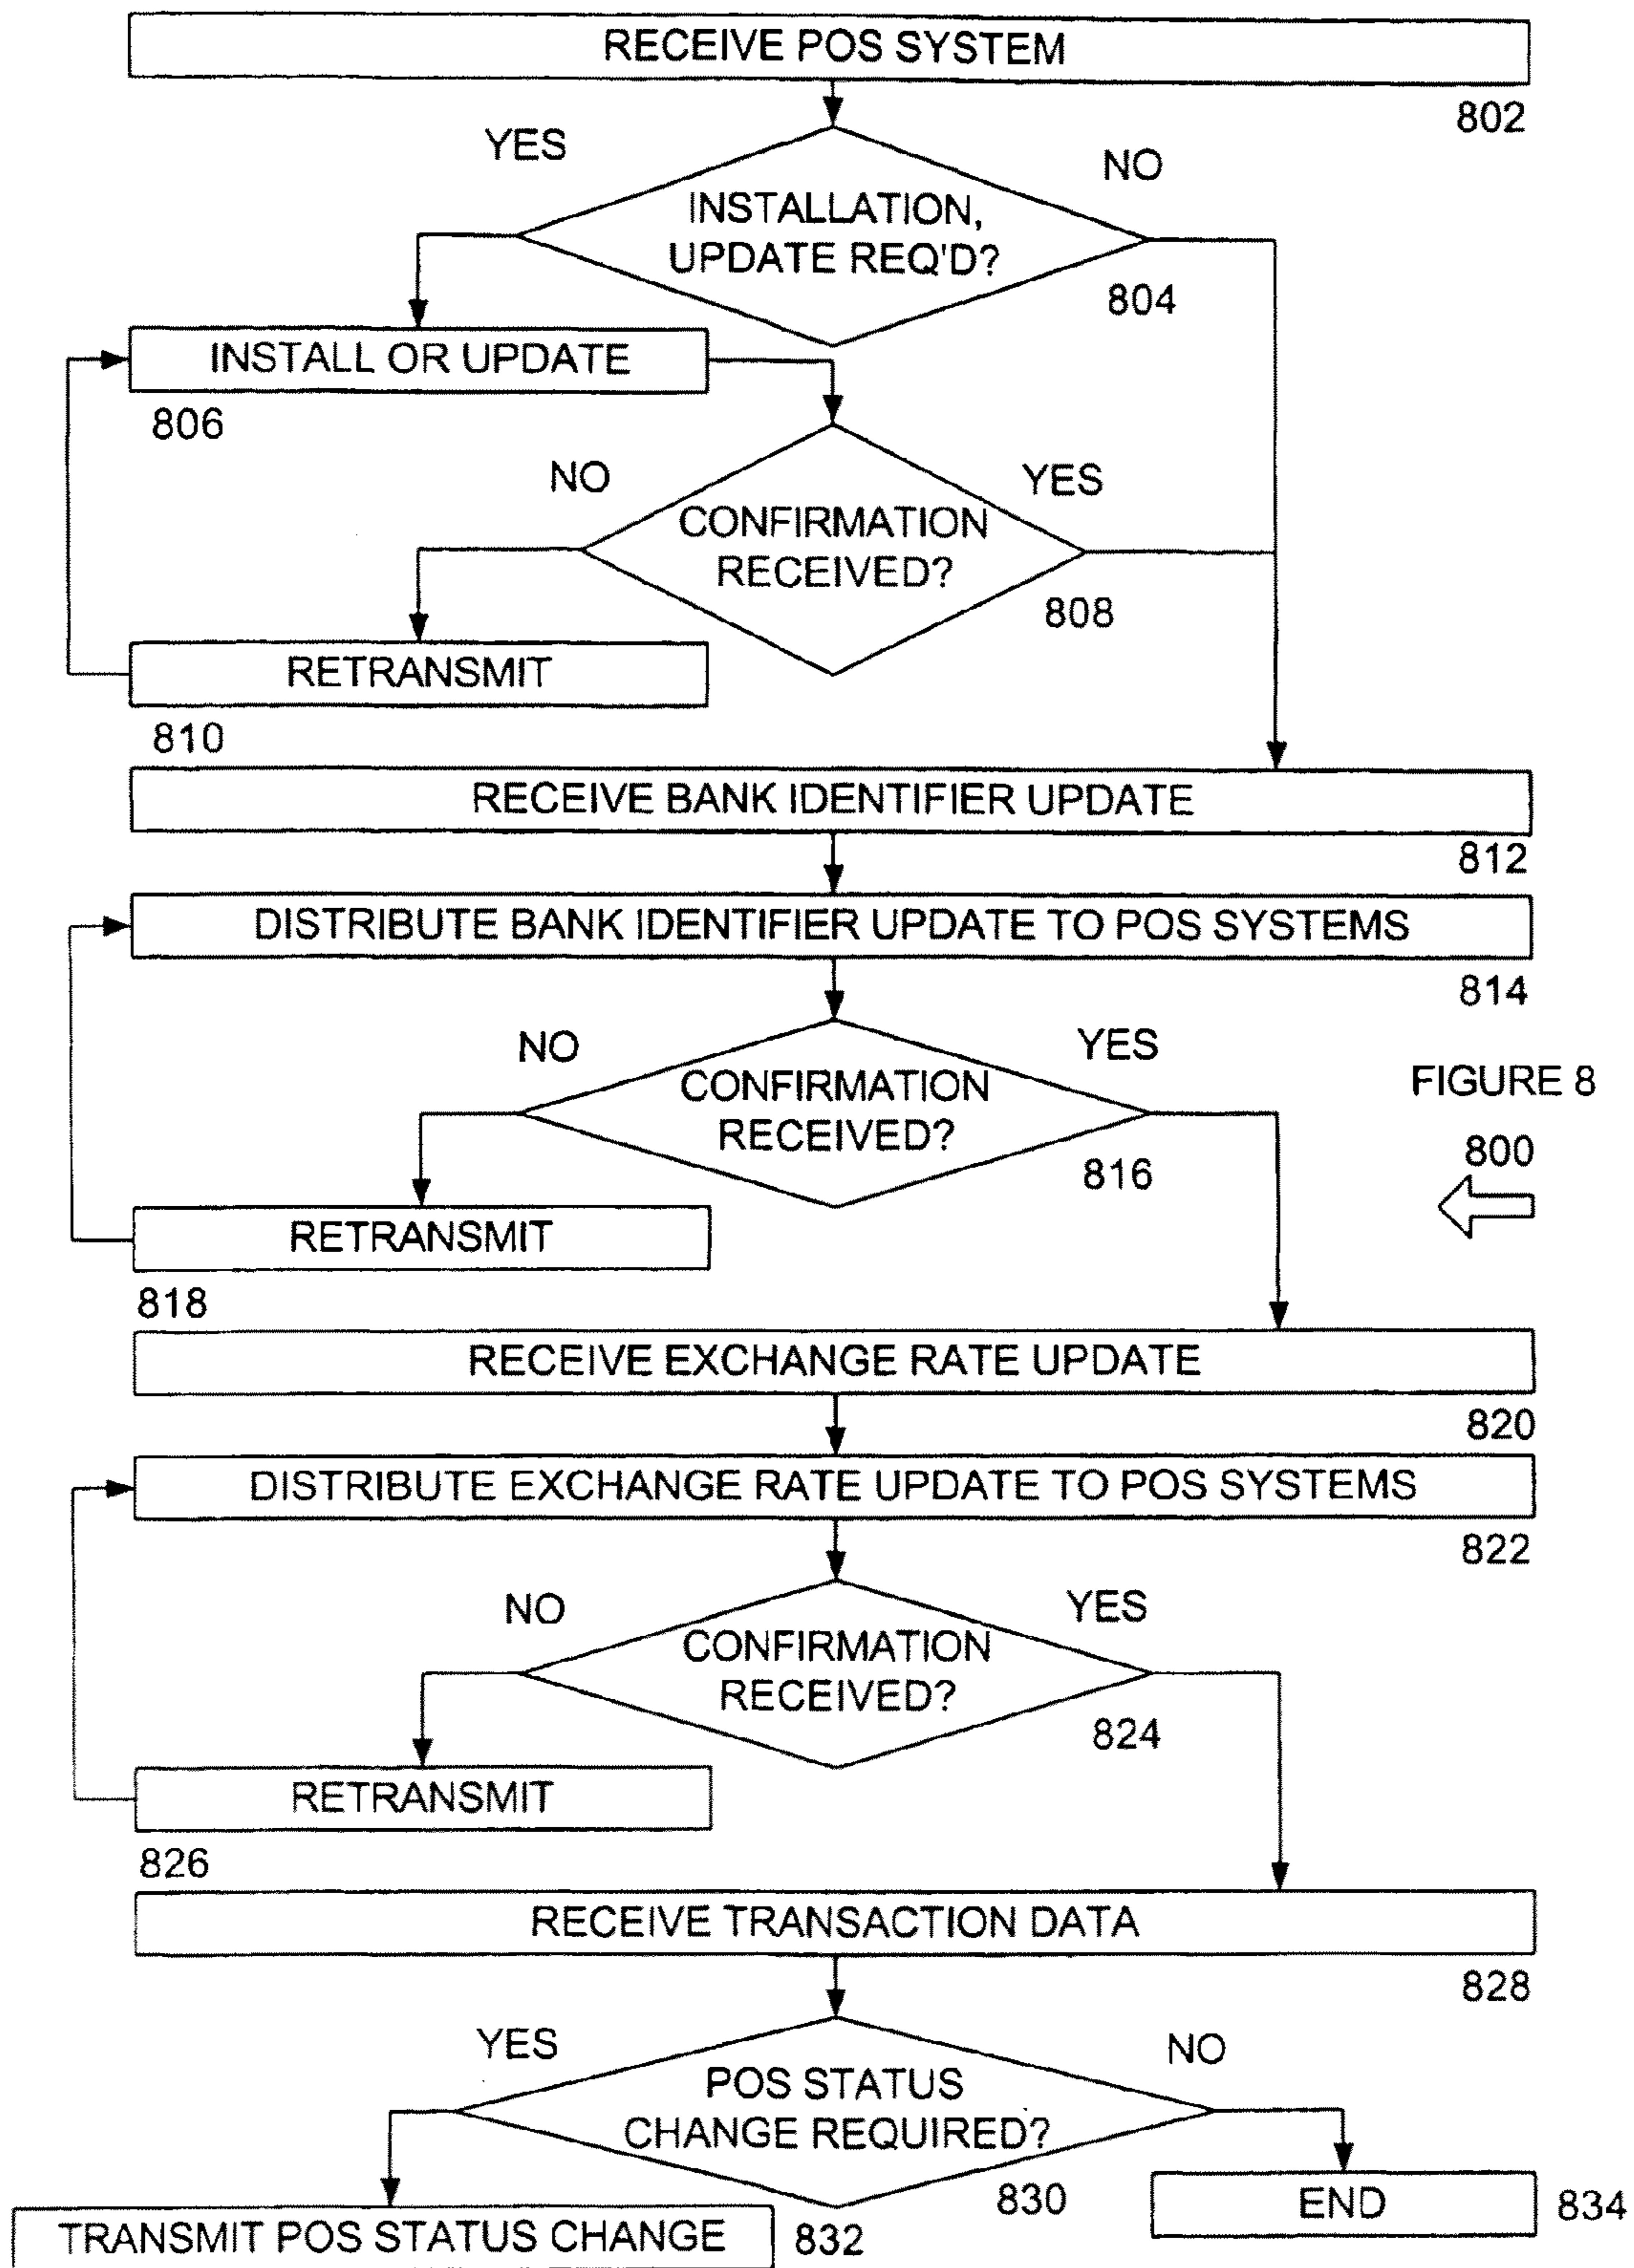 RECEIVE POS SYSTEM
802
YES
NO
INSTALLATION,
UPDATE REQ'D?
804
INSTALL OR UPDATE
806
NO
YES
CONFIRMATION
RECEIVED?
808
RETRANSMIT
810
RECEIVE BANK IDENTIFIER UPDATE
812
DISTRIBUTE BANK IDENTIFIER UPDATE TO POS SYSTEMS
814
NO
YES
CONFIRMATION
RECEIVED?
816
FIGURE 8
800
RETRANSMIT
818
RECEIVE EXCHANGE RATE UPDATE
820
DISTRIBUTE EXCHANGE RATE UPDATE TO POS SYSTEMS
822
NO
YES
CONFIRMATION
RECEIVED?
824
RETRANSMIT
826
RECEIVE TRANSACTION DATA
828
YES
NO
POS STATUS
CHANGE REQUIRED?
830
END
834
TRANSMIT POS STATUS CHANGE
832